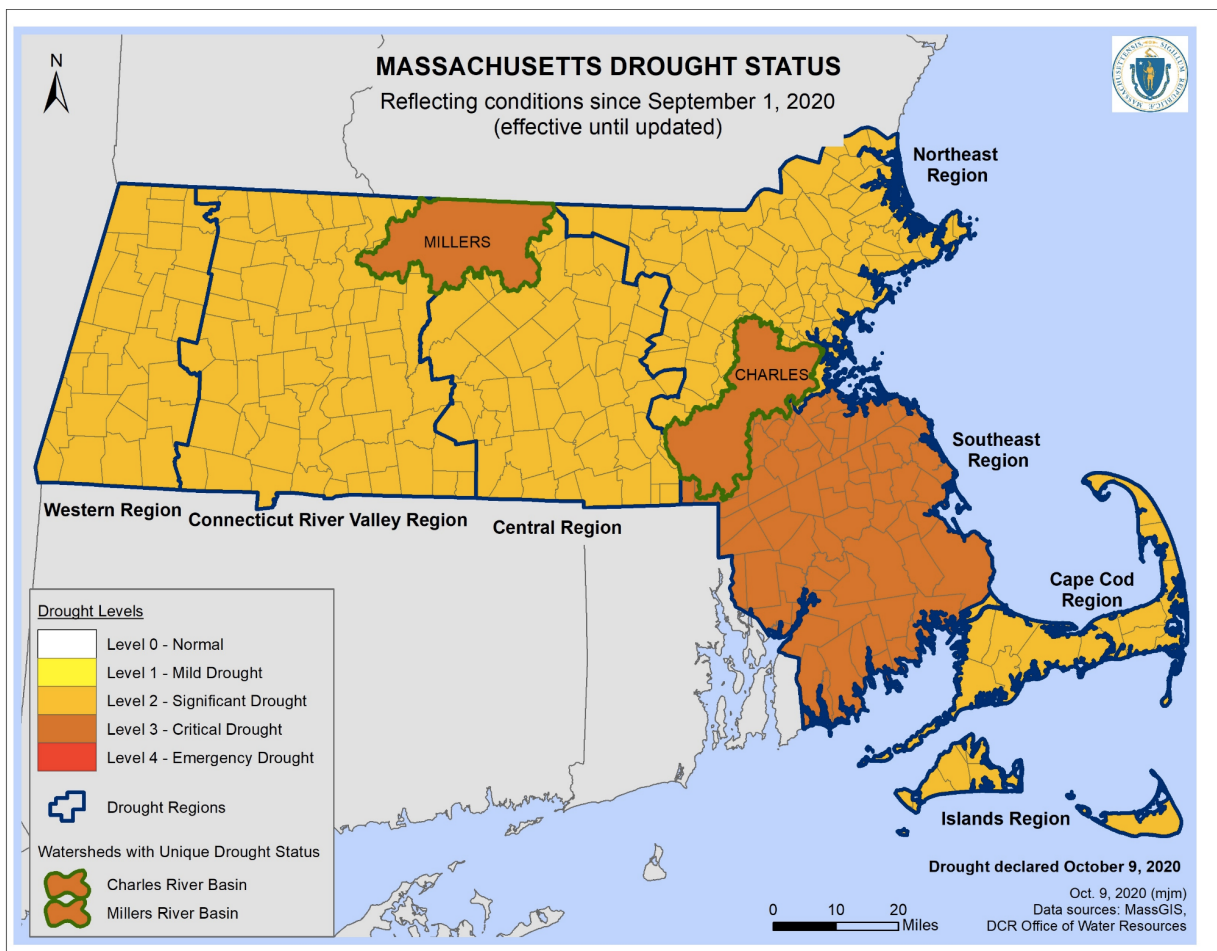 N
MASSACHUSETTS DROUGHT STATUS
Reflecting conditions since September 1, 2020
(effective until updated)
Northeast
Region
MILLERS
CHARLES
Southeast
Region
Western Region
Connecticut River Valley Region
Central Region
Cape Cod
Region
Drought Levels
Level 0 - Normal
Level 1 - Mild Drought
Level 2 - Significant Drought
Level 3 - Critical Drought
Level 4 - Emergency Drought
Drought Regions
Watersheds with Unique Drought Status
Charles River Basin
Millers River Basin
Islands Region
Drought declared October 9, 2020
Oct. 9, 2020 (mjm)
Data sources: MassGIS,
DCR Office of Water Resources
0 10 20
Miles